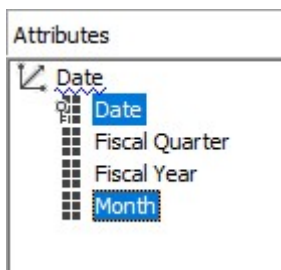 Attributes
Date
Date
Fiscal Quarter
Fiscal Year
Month